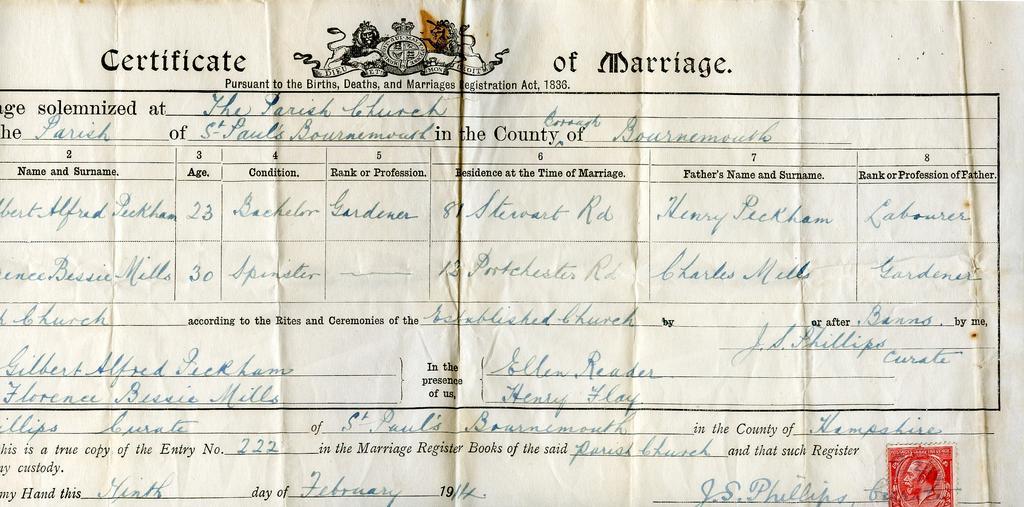 Certificate of Marriage.
DIEU ET MON DROIT
Pursuant to the Births, Deaths, and Marriages Registration Act, 1836.
age solemnized at The Parish Church
he Parish of St Paul's Bournemouth in the County Borough of Bournemouth
2 3 4 5 6 7 8
Name and Surname. Age. Condition. Rank or Profession. Residence at the Time of Marriage. Father's Name and Surname. Rank or Profession of Father.
lbert Alfred Peckham 23 Bachelor Gardener 81 Stewart Rd Henry Peckham Labourer
rence Bessie Mills 30 Spinster — 12 Portchester Rd Charles Mills Gardener
h Church according to the Rites and Ceremonies of the Established Church by or after Banns. by me,
J. S. Phillips
Curate
Gilbert Alfred Peckham In the Ellen Reader
presence
Florence Bessie Mills of us, Henry Flay
illips Curate of St Paul's Bournemouth in the County of Hampshire
his is a true copy of the Entry No. 222 in the Marriage Register Books of the said Parish Church and that such Register
y custody.
my Hand this Ninth day of February 1914. J. S. Phillips,